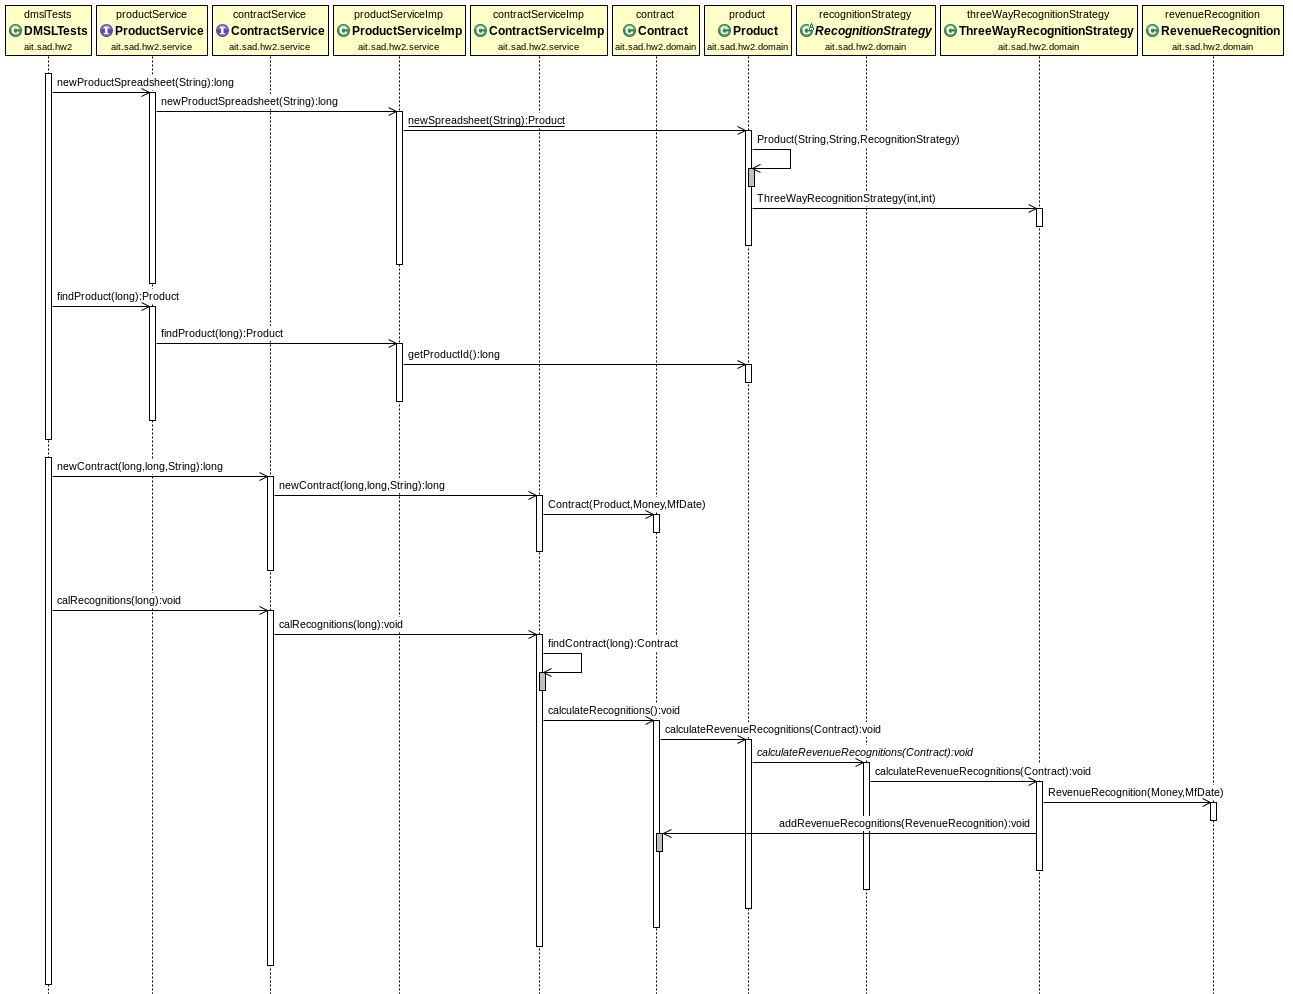 dmslTests productService contractService productServiceImp contractServiceImp contract product recognitionStrategy threeWayRecognitionStrategy revenueRecognition
DMSLTests ProductService ContractService ProductServiceImp ContractServiceImp Contract Product RecognitionStrategy ThreeWayRecognitionStrategy RevenueRecognition
ait.sad.hw2 ait.sad.hw2.service ait.sad.hw2.service ait.sad.hw2.service ait.sad.hw2.service ait.sad.hw2.domain ait.sad.hw2.domain ait.sad.hw2.domain ait.sad.hw2.domain ait.sad.hw2.domain
newProductSpreadsheet(String):long
newProductSpreadsheet(String):long
newSpreadsheet(String):Product
Product(String,String,RecognitionStrategy)
ThreeWayRecognitionStrategy(int,int)
findProduct(long):Product
findProduct(long):Product
getProductId():long
newContract(long,long,String):long
newContract(long,long,String):long
Contract(Product,Money,MfDate)
calRecognitions(long):void
calRecognitions(long):void
findContract(long):Contract
calculateRecognitions():void
calculateRevenueRecognitions(Contract):void
calculateRevenueRecognitions(Contract):void
calculateRevenueRecognitions(Contract):void
RevenueRecognition(Money,MfDate)
addRevenueRecognitions(RevenueRecognition):void